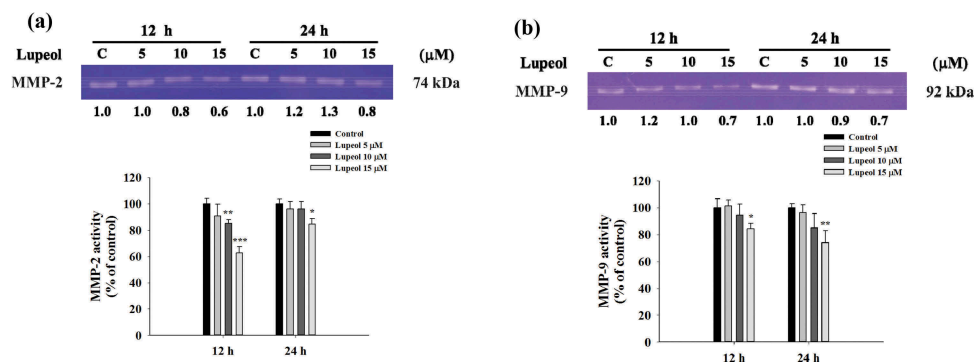 (a)
12 h 24 h
Lupeol C 5 10 15 C 5 10 15 (μM)
MMP-2 74 kDa
1.0 1.0 0.8 0.6 1.0 1.2 1.3 0.8
Control
Lupeol 5 μM
Lupeol 10 μM
Lupeol 15 μM
MMP-2 activity
(% of control)
120
100
80
60
40
20
0
** *** *
12 h 24 h
(b)
12 h 24 h
Lupeol C 5 10 15 C 5 10 15 (μM)
MMP-9 92 kDa
1.0 1.2 1.0 0.7 1.0 1.0 0.9 0.7
Control
Lupeol 5 μM
Lupeol 10 μM
Lupeol 15 μM
MMP-9 activity
(% of control)
120
100
80
60
40
20
0
* **
12 h 24 h